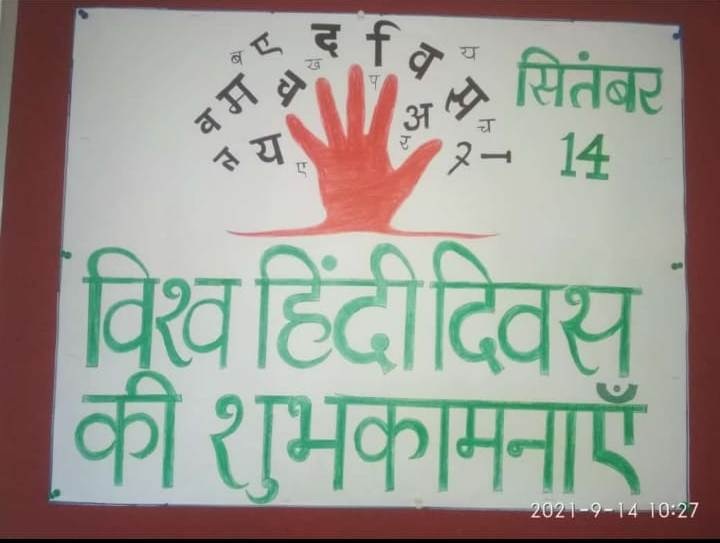 ब ए ख द f वि य
व म ध प स
त य ए अ र च श
सितंबर
14
विश्व हिंदी दिवस
की शुभकामनाएँ
2021-9-14 10:27